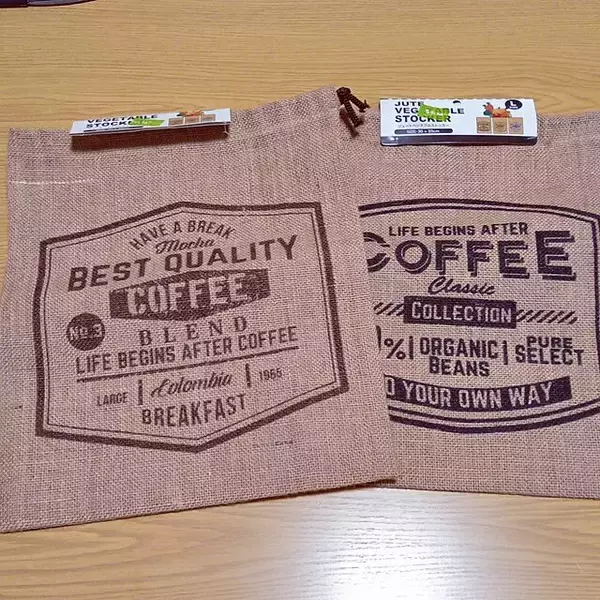 VEGETABLE
STOCKER
HAVE A BREAK
Mocha
BEST QUALITY
COFFEE
No.3
BLEND
LIFE BEGINS AFTER COFFEE
LARGE
Colombia
1965
BREAKFAST
JUTE
VEGETABLE
STOCKER
L
LIFE BEGINS AFTER
COFFEE
Classic
COLLECTION
% ORGANIC BEANS
PURE SELECT
YOUR OWN WAY